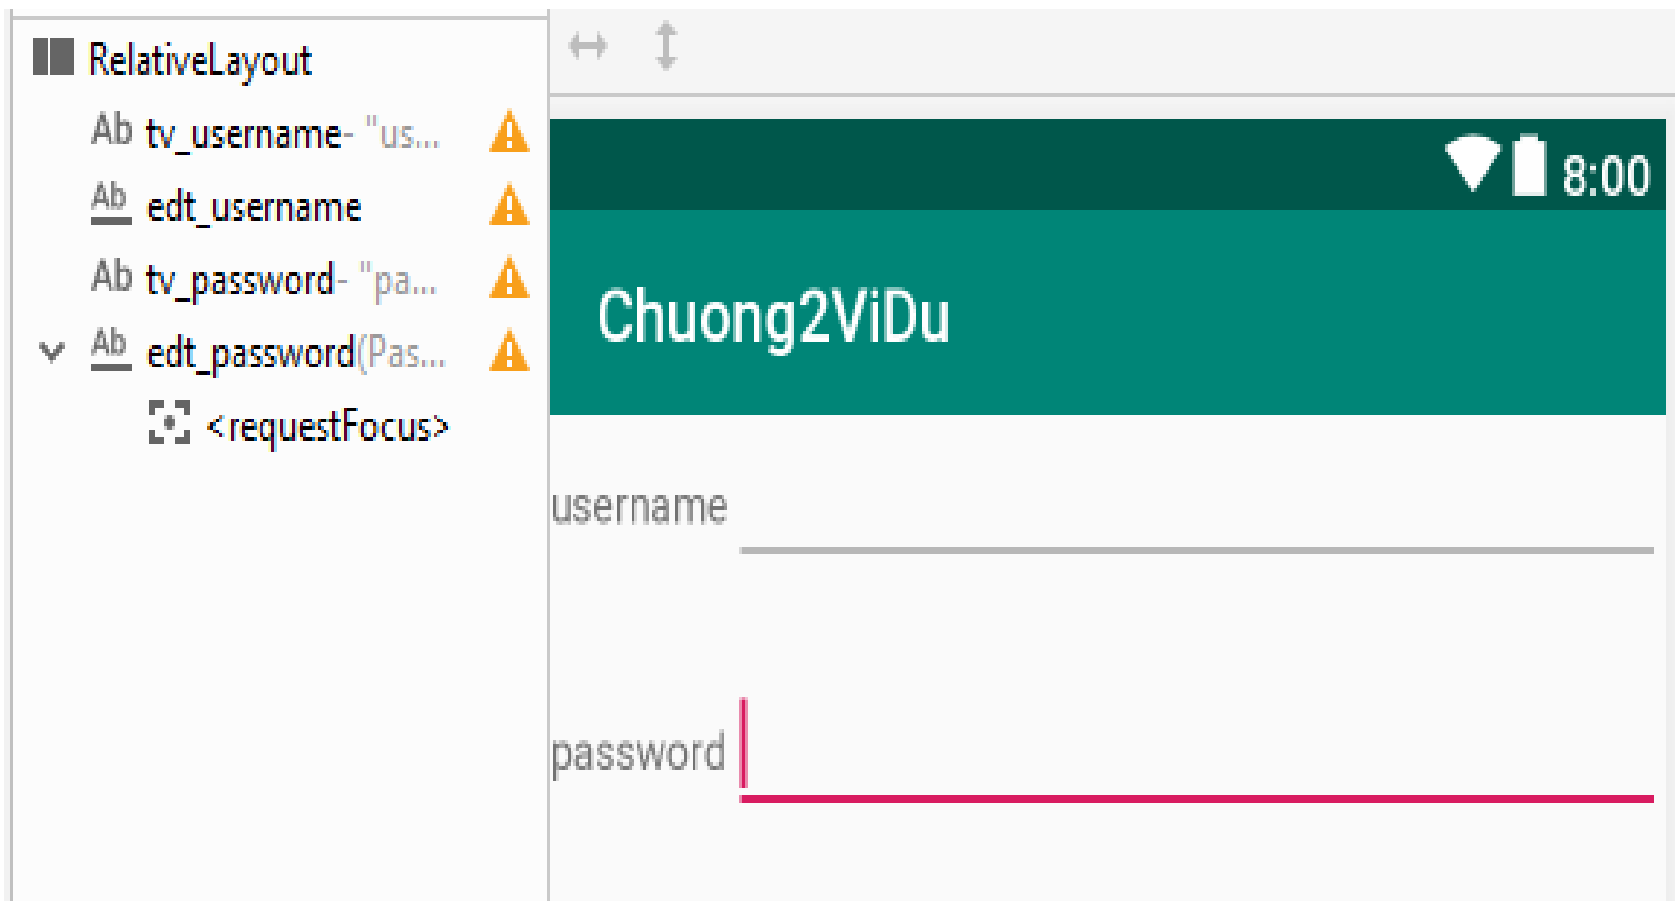 RelativeLayout
Ab tv_username- "us...
Ab edt_username
Ab tv_password- "pa...
Ab edt_password(Pas...
<requestFocus>
8:00
Chuong2ViDu
username
password